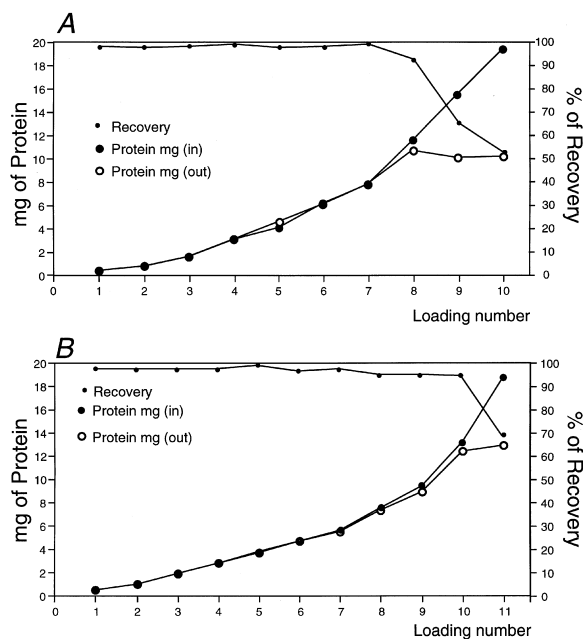 A
mg of Protein
% of Recovery
20
18
16
14
12
10
8
6
4
2
0
100
90
80
70
60
50
40
30
20
10
0
Recovery
Protein mg (in)
Protein mg (out)
0 1 2 3 4 5 6 7 8 9 10
Loading number
B
mg of Protein
% of Recovery
20
18
16
14
12
10
8
6
4
2
0
100
90
80
70
60
50
40
30
20
10
0
Recovery
Protein mg (in)
Protein mg (out)
0 1 2 3 4 5 6 7 8 9 10 11
Loading number